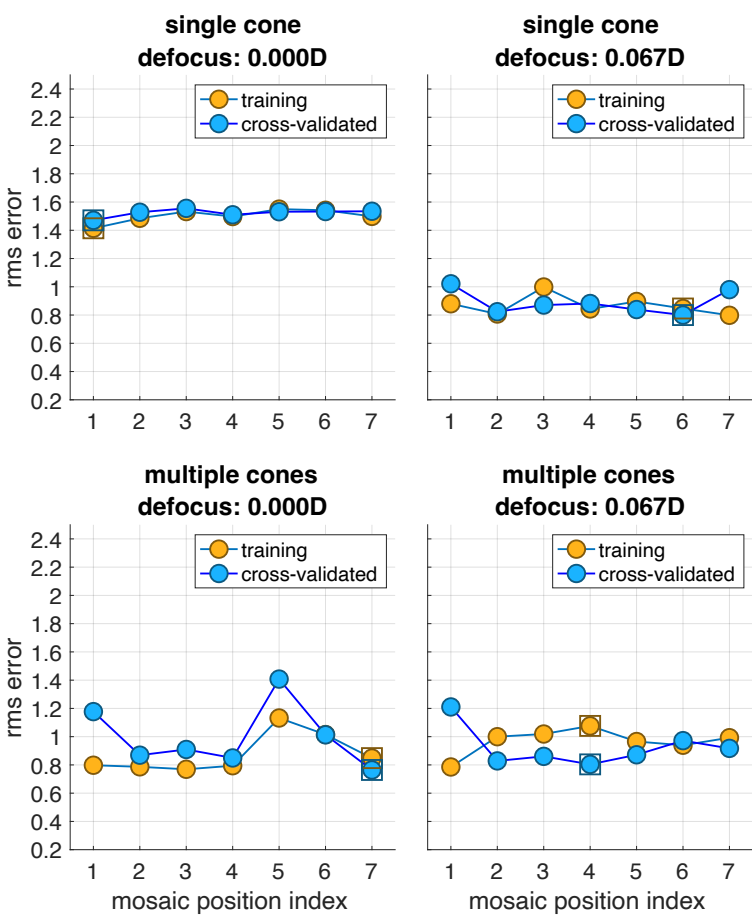 single cone
defocus: 0.000D
training
cross-validated
rms error
2.4
2.2
2
1.8
1.6
1.4
1.2
1
0.8
0.6
0.4
0.2
1 2 3 4 5 6 7
single cone
defocus: 0.067D
training
cross-validated
1 2 3 4 5 6 7
multiple cones
defocus: 0.000D
training
cross-validated
rms error
2.4
2.2
2
1.8
1.6
1.4
1.2
1
0.8
0.6
0.4
0.2
1 2 3 4 5 6 7
mosaic position index
multiple cones
defocus: 0.067D
training
cross-validated
1 2 3 4 5 6 7
mosaic position index